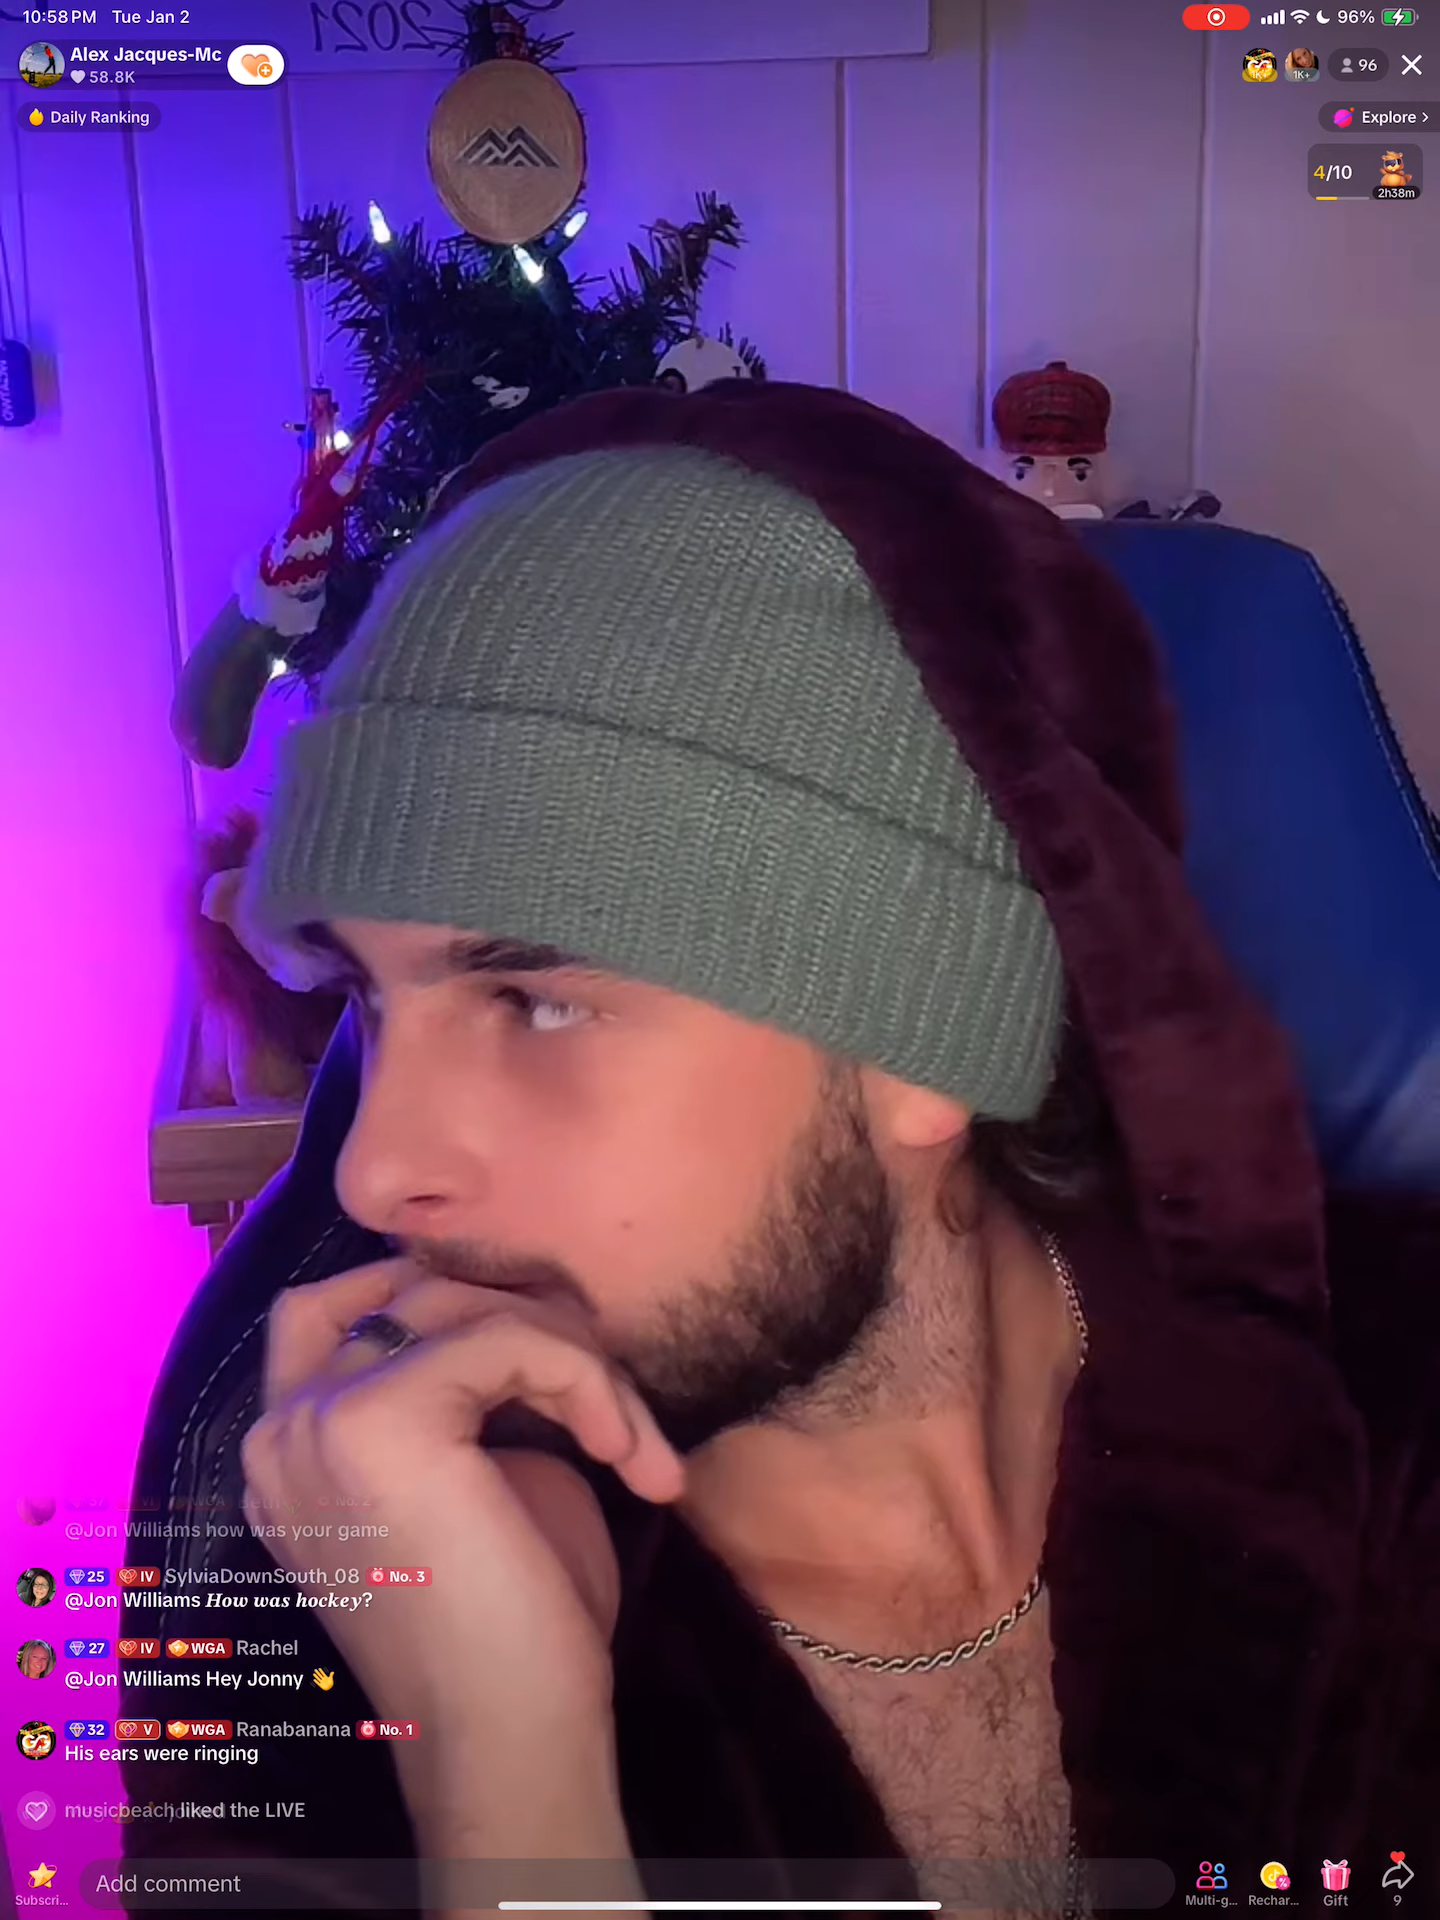 10:58 PM Tue Jan 2
96%
2021
Alex Jacques-Mc
58.8K
1K+
96
Daily Ranking
Explore >
4/10
2h38m
@Jon Williams how was your game
25 IV SylviaDownSouth_08 No. 3
@Jon Williams How was hockey?
27 IV WGA Rachel
@Jon Williams Hey Jonny 👋
32 V WGA Ranabanana No. 1
His ears were ringing
musicbeach liked the LIVE
Subscri...
Add comment
Multi-g...
Rechar...
Gift
9